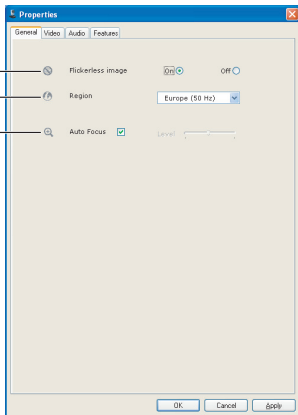 Properties
General Video Audio Features
Flickerless image On Off
Region Europe (50 Hz)
Auto Focus Level
OK Cancel Apply